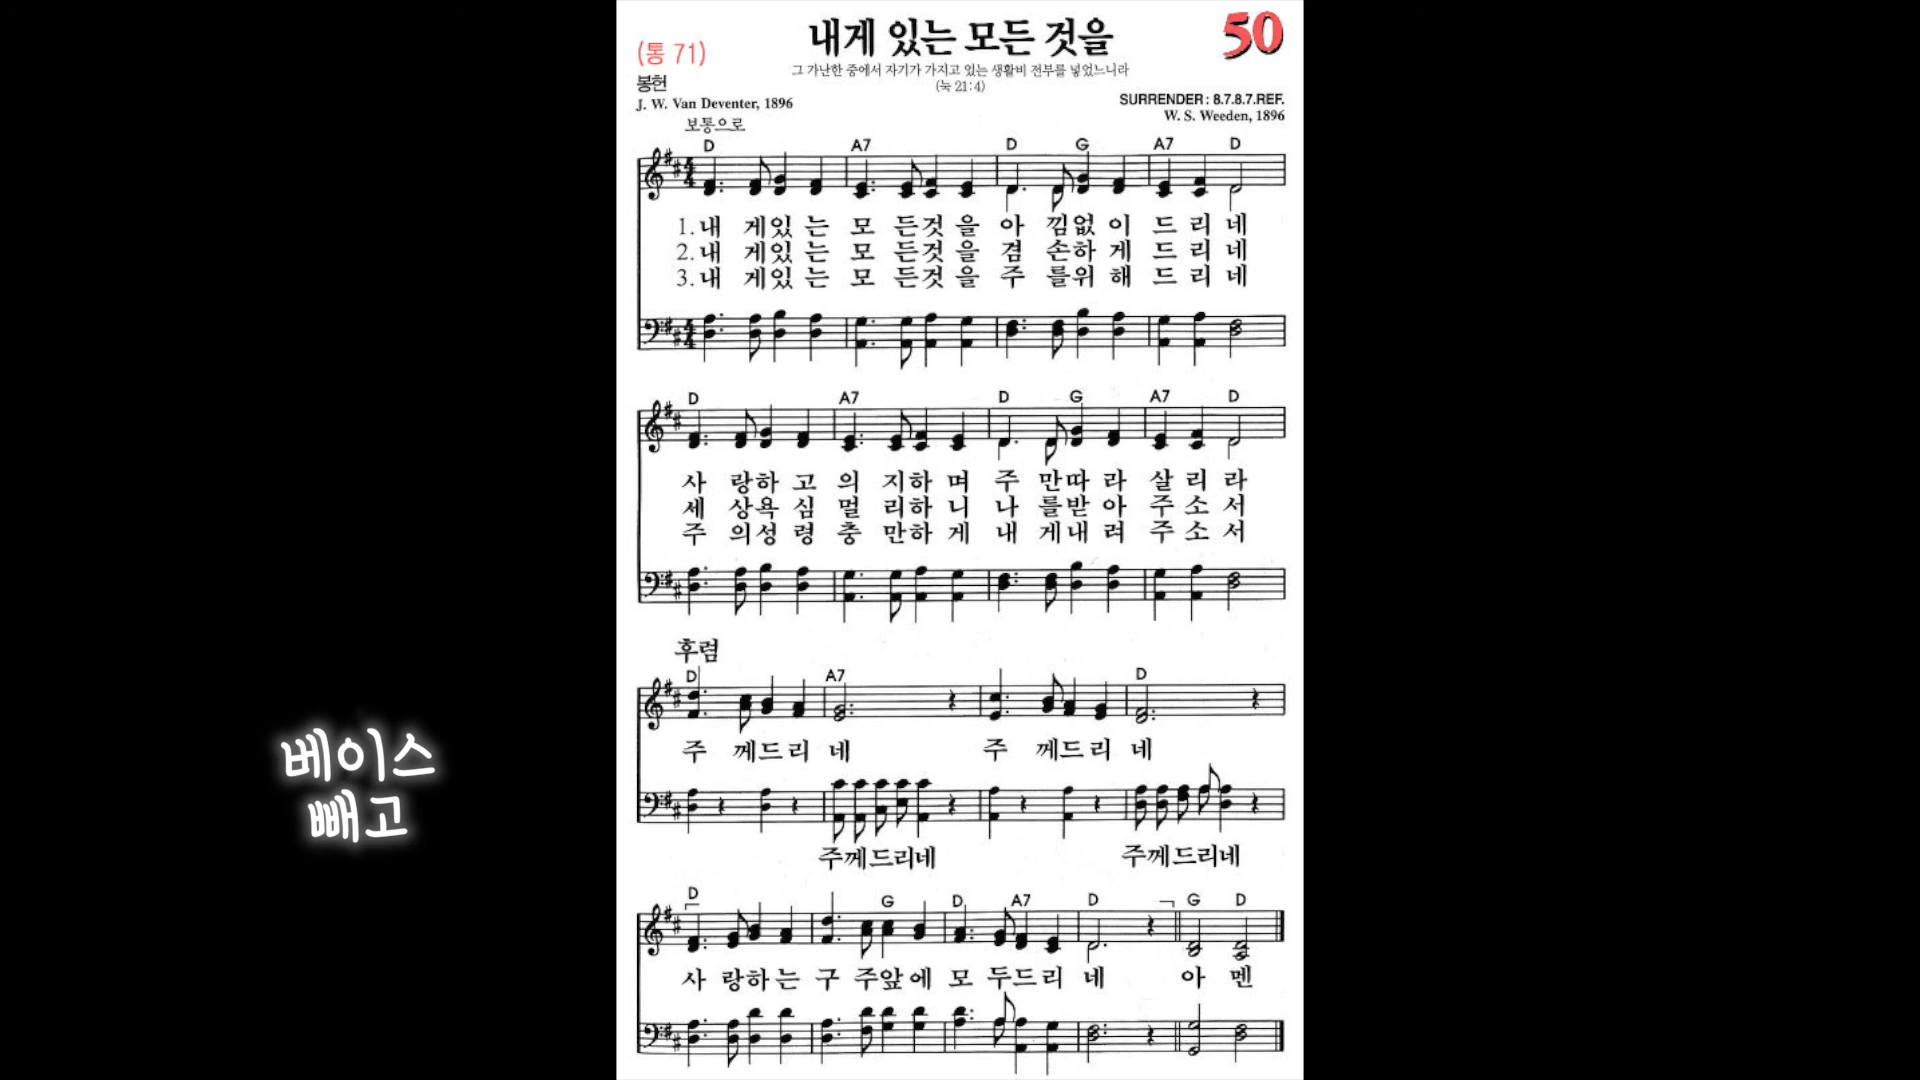 내게 있는 모든 것을
50
(통 71)
그 가난한 중에서 자기가 가지고 있는 생활비 전부를 넣었느니라
(눅 21:4)
봉헌
J. W. Van Deventer, 1896
SURRENDER : 8.7.8.7.REF.
W. S. Weeden, 1896
보통으로
D A7 D G A7 D
1. 내 게있 는 모 든것 을 아 낌없 이 드 리 네
2. 내 게있 는 모 든것 을 겸 손하 게 드 리 네
3. 내 게있 는 모 든것 을 주 를위 해 드 리 네
D A7 D G A7 D
사 랑하 고 의 지하 며 주 만따 라 살 리 라
세 상욕 심 멀 리하 니 나 를받 아 주 소 서
주 의성 령 충 만하 게 내 게내 려 주 소 서
후렴
D A7 D
주 께드 리 네 주 께드 리 네
주께드리네 주께드리네
D G D A7 D G D
사 랑하 는 구 주앞 에 모 두드 리 네 아 멘
베이스
빼고